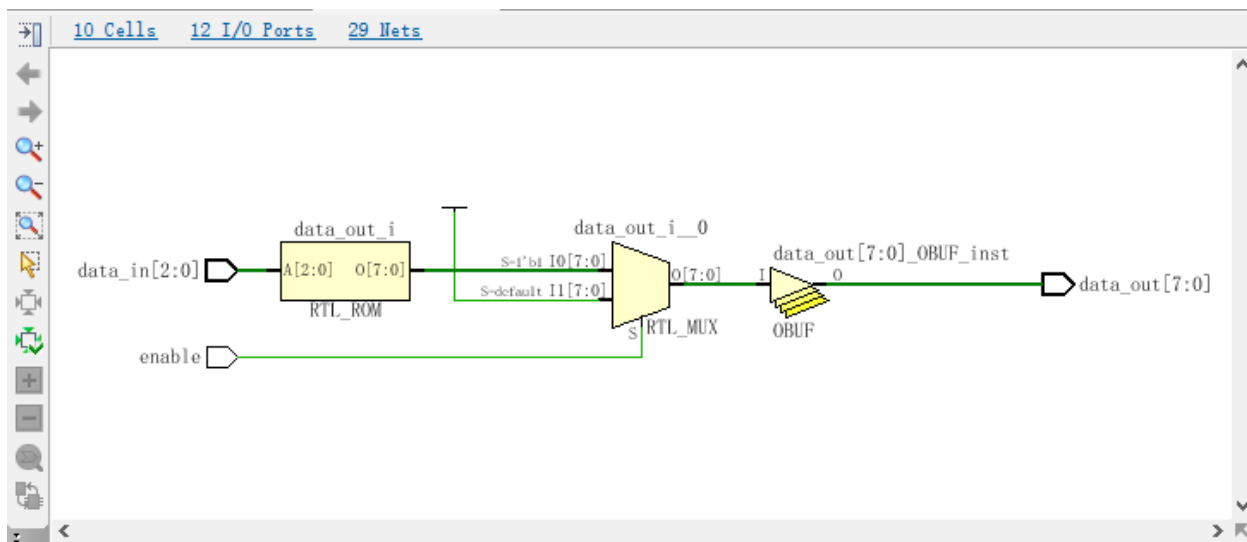 10 Cells 12 I/O Ports 29 Nets
data_out_i
data_out_i__0
data_out[7:0]_OBUF_inst
data_in[2:0]
A[2:0] O[7:0]
S=1'b1 I0[7:0]
O[7:0]
I
O
data_out[7:0]
S=default I1[7:0]
RTL_ROM
S
RTL_MUX
OBUF
enable